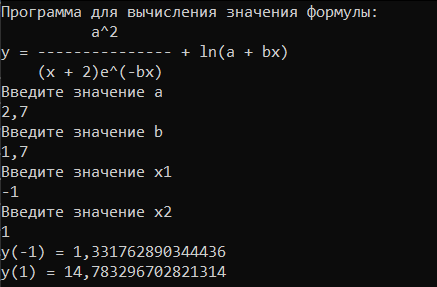 Программа для вычисления значения формулы:
a^2
y = --------------- + ln(a + bx)
(x + 2)e^(-bx)
Введите значение a
2,7
Введите значение b
1,7
Введите значение x1
-1
Введите значение x2
1
y(-1) = 1,331762890344436
y(1) = 14,783296702821314